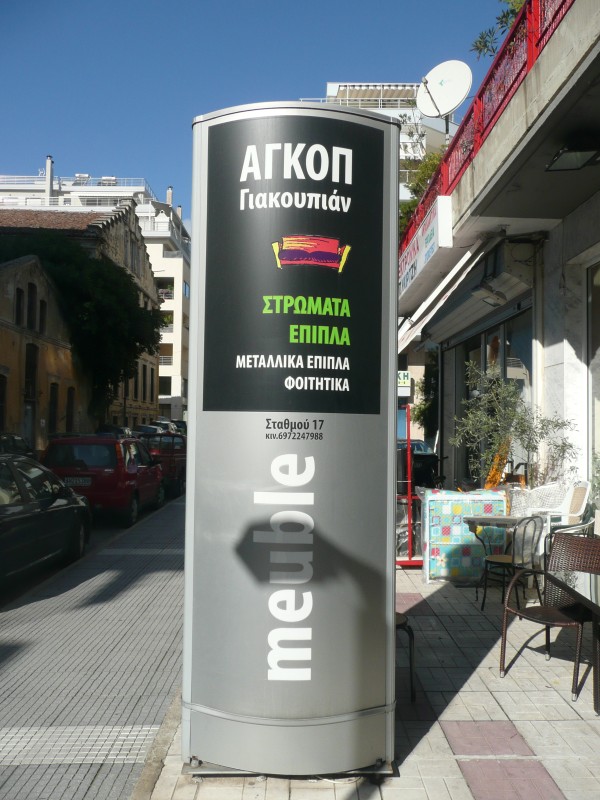 ΑΓΚΟΠ
Γιακουπιάν
ΣΤΡΩΜΑΤΑ
ΕΠΙΠΛΑ
ΜΕΤΑΛΛΙΚΑ ΕΠΙΠΛΑ
ΦΟΙΤΗΤΙΚΑ
Σταθμού 17
κιν.6972247988
meuble